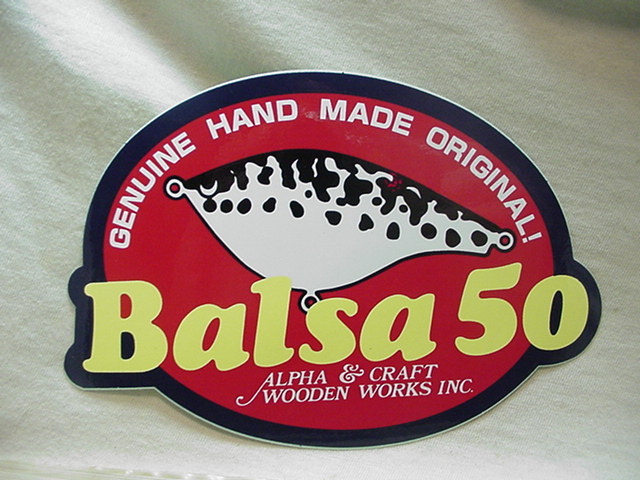 GENUINE HAND MADE ORIGINAL!
Balsa 50
ALPHA & CRAFT
WOODEN WORKS INC.